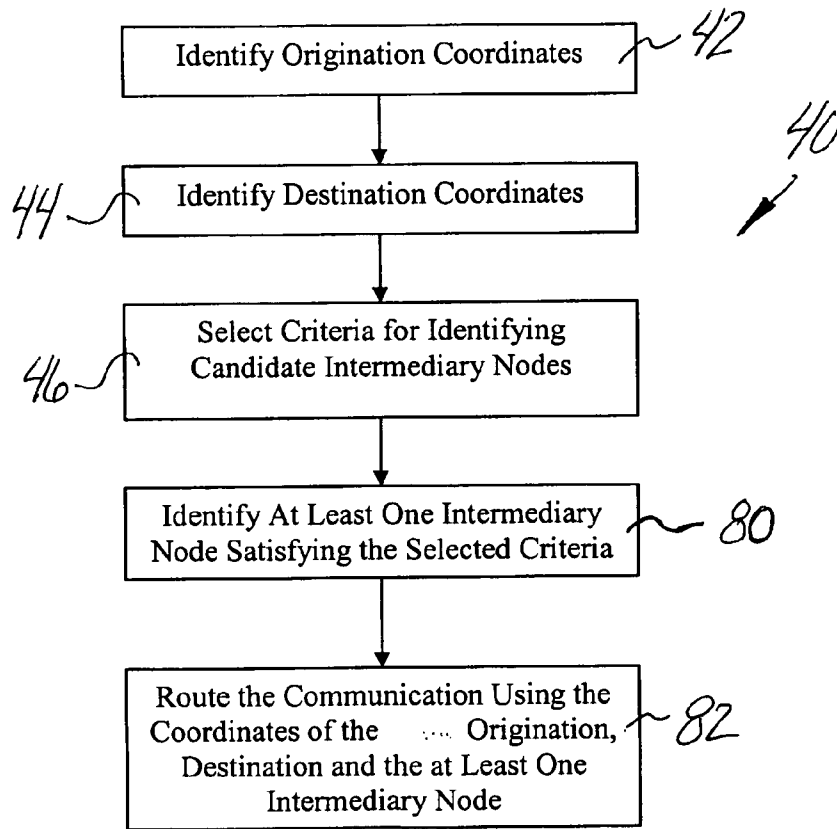 Identify Origination Coordinates
42
40
Identify Destination Coordinates
44
Select Criteria for Identifying
Candidate Intermediary Nodes
46
Identify At Least One Intermediary
Node Satisfying the Selected Criteria
80
Route the Communication Using the
Coordinates of the Origination,
Destination and the at Least One
Intermediary Node
82